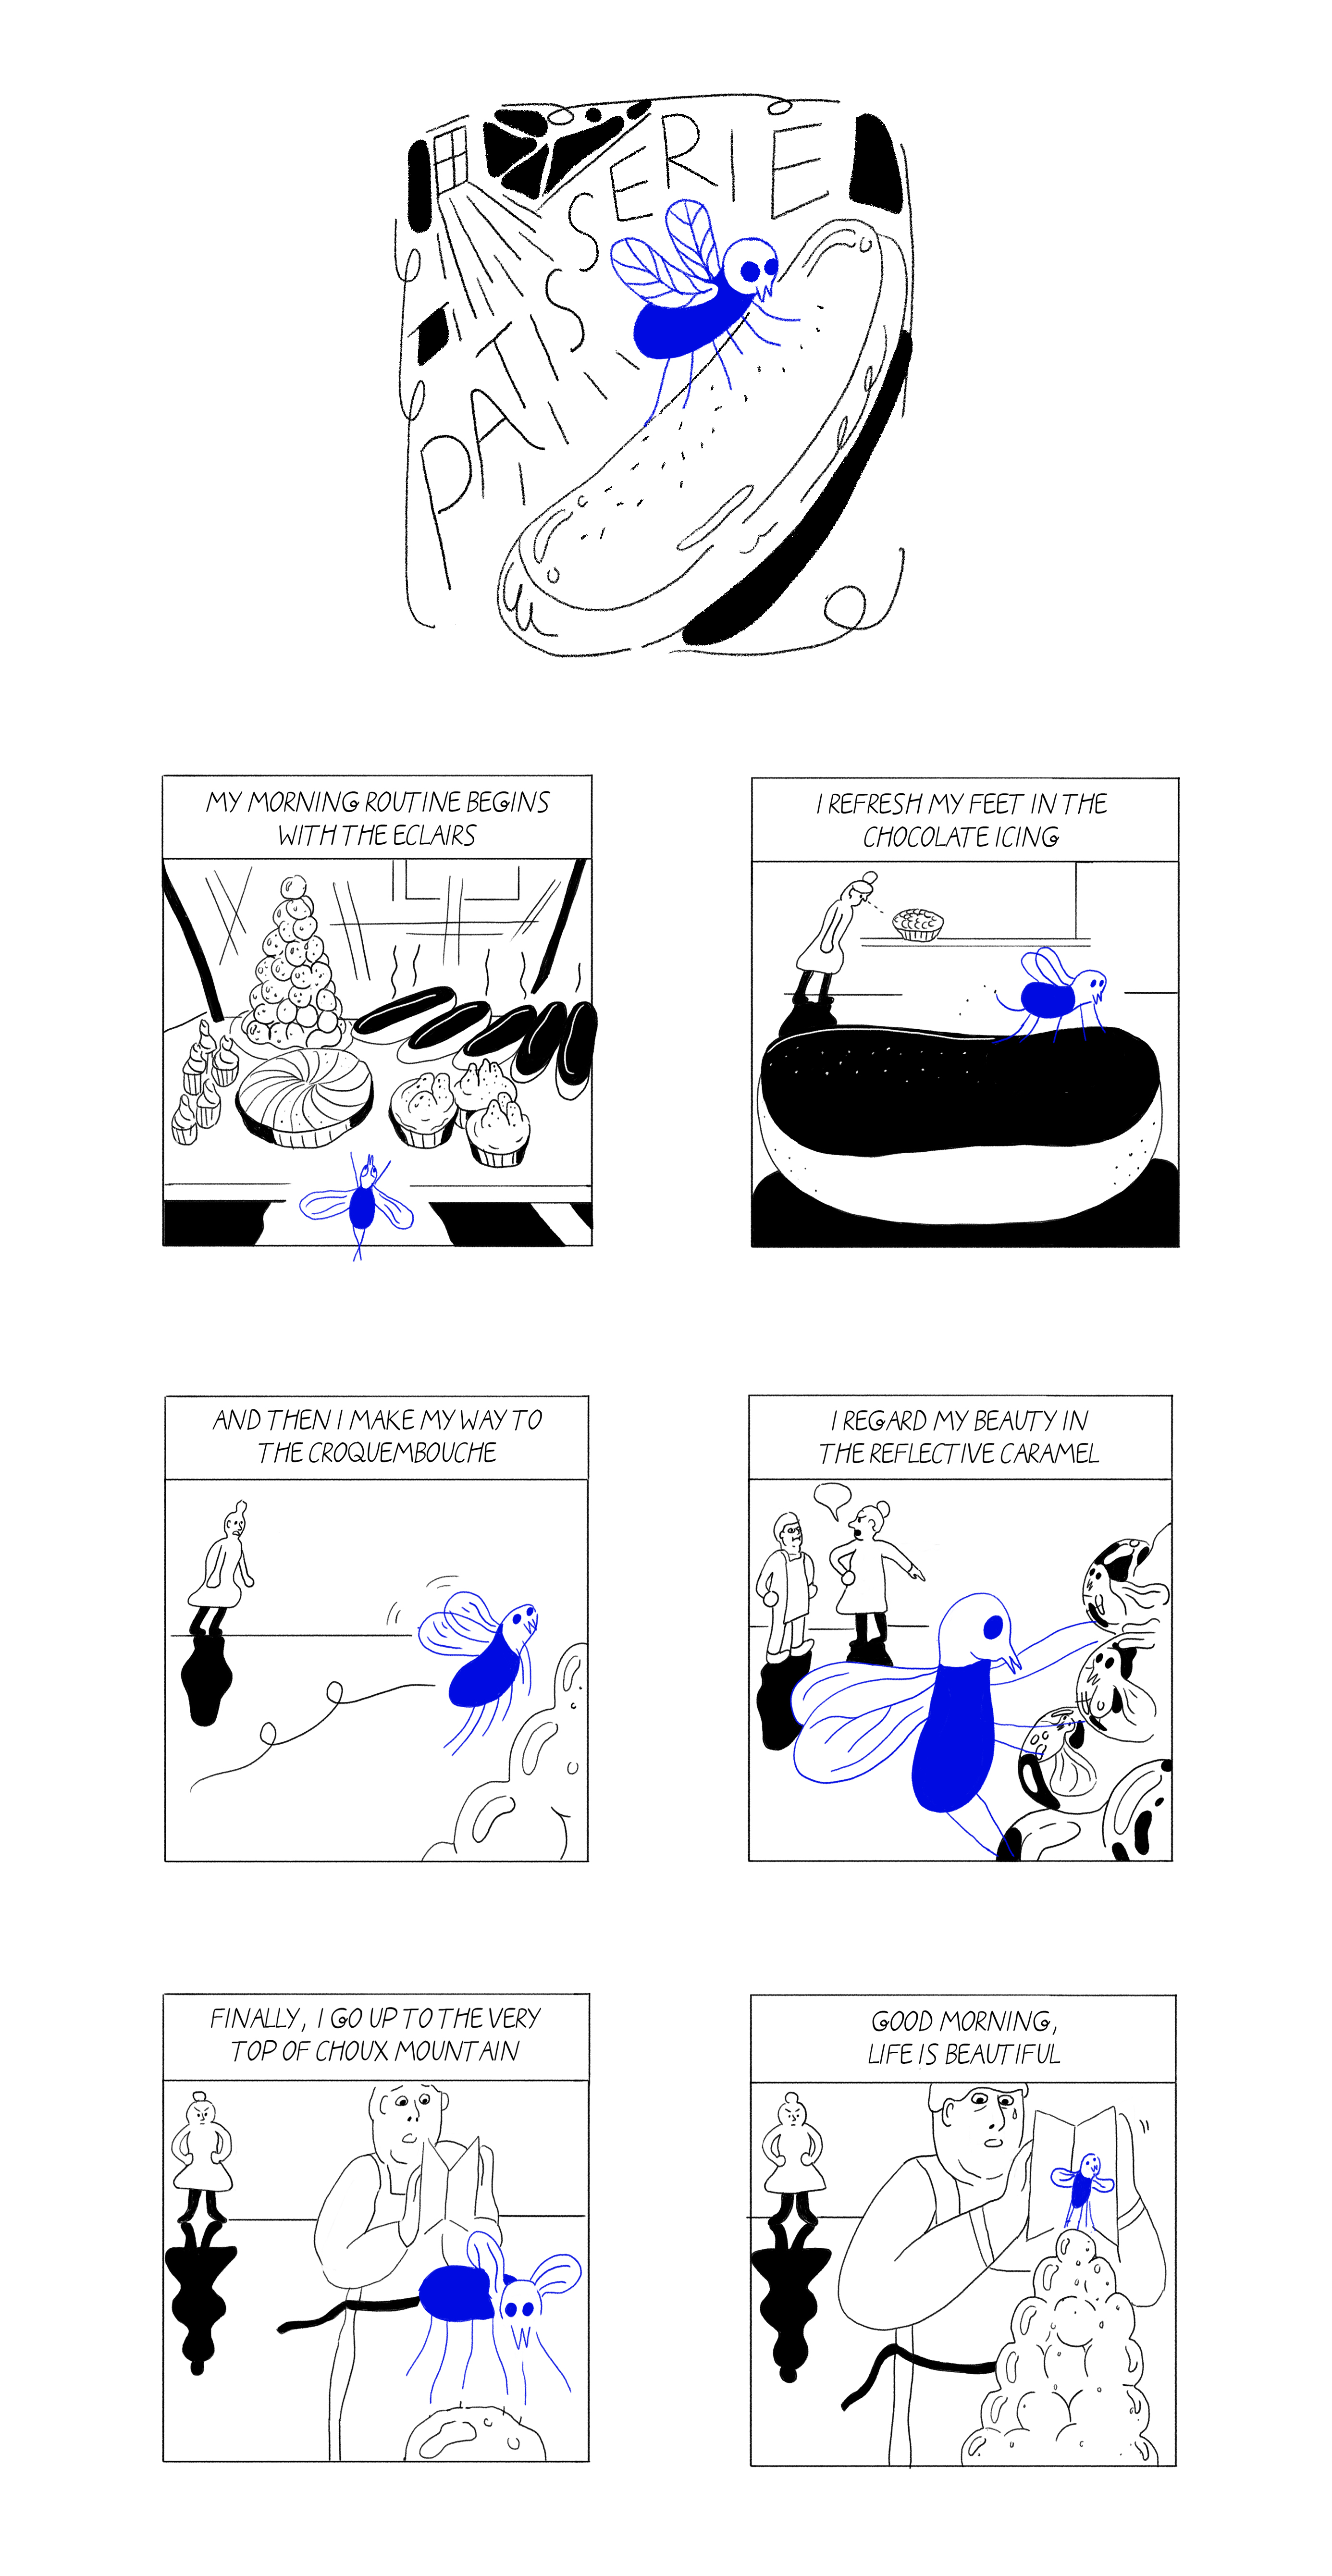 PATISSERIE
MY MORNING ROUTINE BEGINS
WITH THE ECLAIRS
I REFRESH MY FEET IN THE
CHOCOLATE ICING
AND THEN I MAKE MY WAY TO
THE CROQUEMBOUCHE
I REGARD MY BEAUTY IN
THE REFLECTIVE CARAMEL
FINALLY, I GO UP TO THE VERY
TOP OF CHOUX MOUNTAIN
GOOD MORNING,
LIFE IS BEAUTIFUL